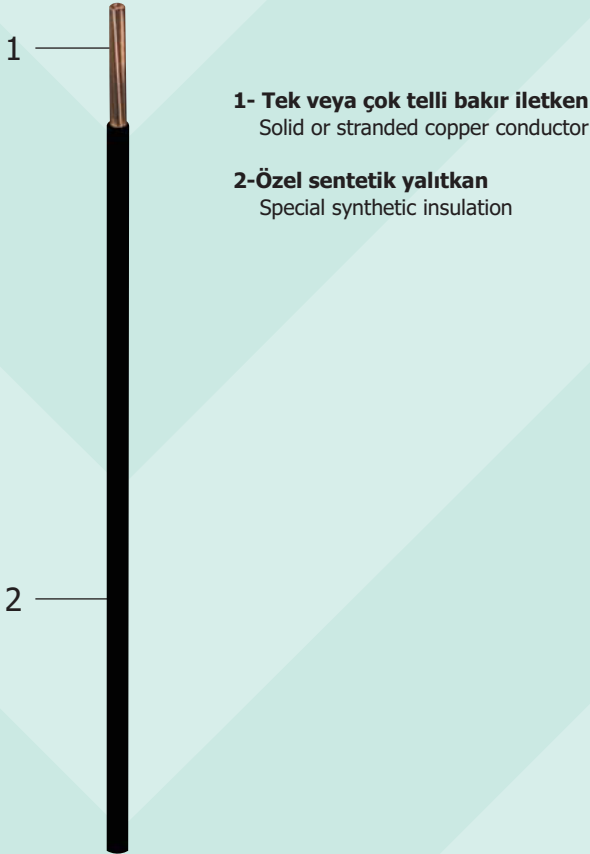 1
1- Tek veya çok telli bakır iletken
Solid or stranded copper conductor
2-Özel sentetik yalıtkan
Special synthetic insulation
2